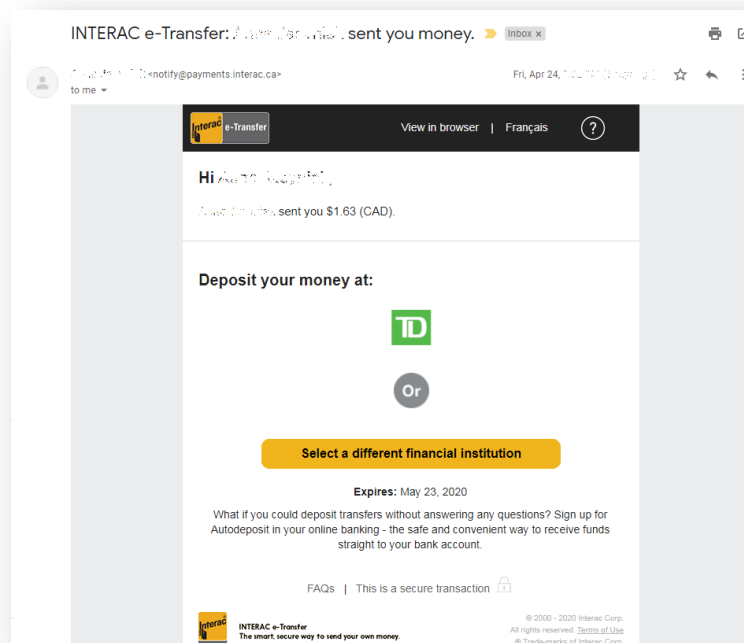 INTERAC e-Transfer: sent you money. Inbox x
<notify@payments.interac.ca> Fri, Apr 24,
to me
Interac e-Transfer View in browser | Français ?
Hi
sent you $1.63 (CAD).
Deposit your money at:
TD
Or
Select a different financial institution
Expires: May 23, 2020
What if you could deposit transfers without answering any questions? Sign up for
Autodeposit in your online banking - the safe and convenient way to receive funds
straight to your bank account.
FAQs | This is a secure transaction
© 2000 - 2020 Interac Corp.
Interac INTERAC e-Transfer All rights reserved. Terms of Use
The smart, secure way to send your own money. ® Trade-marks of Interac Corp.